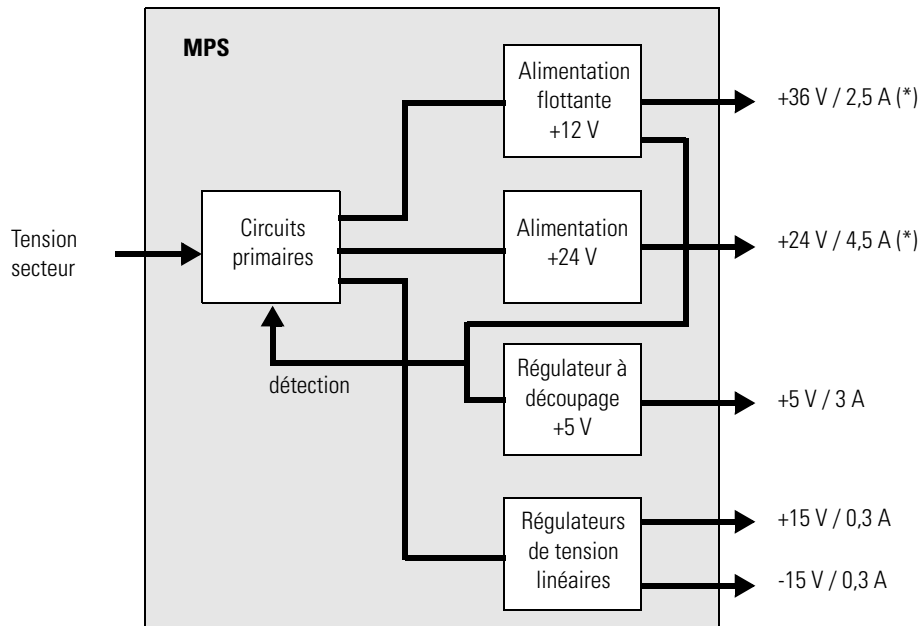 MPS
Alimentation
flottante
+12 V
+36 V / 2,5 A (*)
Tension
secteur
Circuits
primaires
Alimentation
+24 V
+24 V / 4,5 A (*)
détection
Régulateur à
découpage
+5 V
+5 V / 3 A
Régulateurs
de tension
linéaires
+15 V / 0,3 A
-15 V / 0,3 A